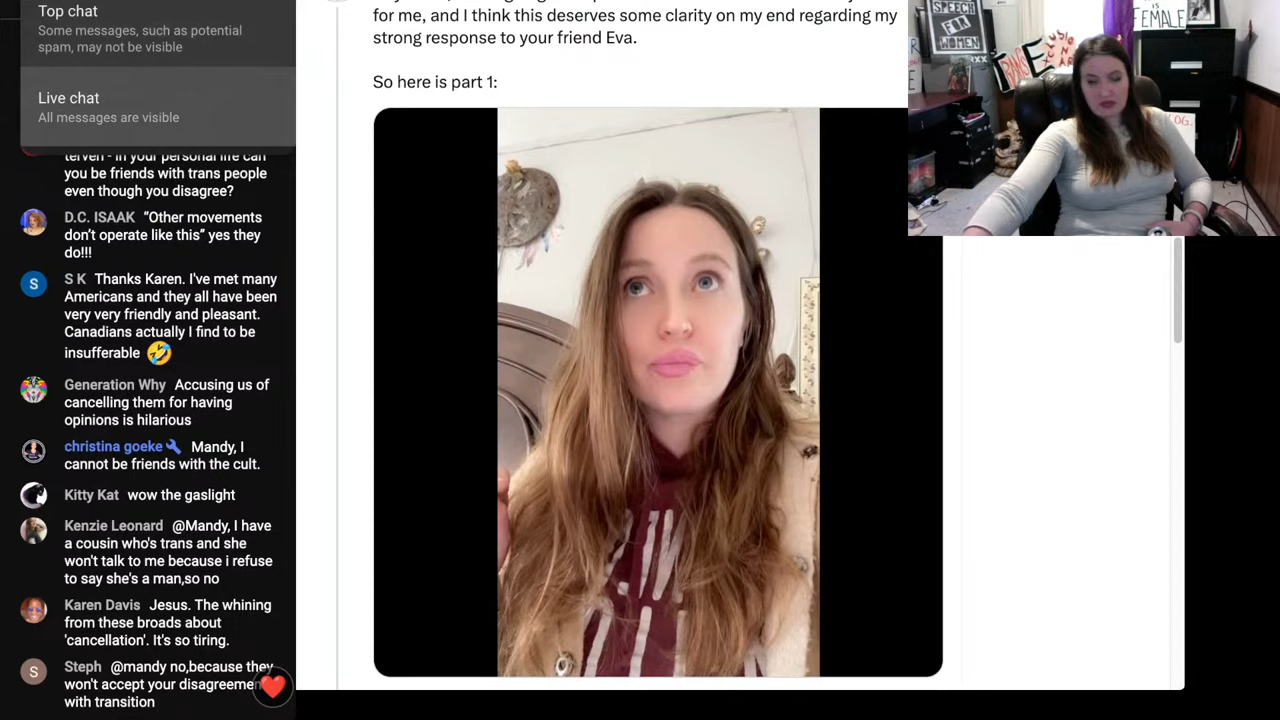 Top chat
Some messages, such as potential
spam, may not be visible
Live chat
All messages are visible
terven - in your personal life can
you be friends with trans people
even though you disagree?
D.C. ISAAK “Other movements
don’t operate like this” yes they
do!!!
S
S K Thanks Karen. I've met many
Americans and they all have been
very very friendly and pleasant.
Canadians actually I find to be
insufferable 🤣
Generation Why Accusing us of
cancelling them for having
opinions is hilarious
christina goeke Mandy, I
cannot be friends with the cult.
Kitty Kat wow the gaslight
Kenzie Leonard @Mandy, I have
a cousin who's trans and she
won't talk to me because i refuse
to say she's a man,so no
Karen Davis Jesus. The whining
from these broads about
'cancellation'. It's so tiring.
S
Steph @mandy no,because they
won't accept your disagreemen
with transition
for me, and I think this deserves some clarity on my end regarding my
strong response to your friend Eva.
So here is part 1:
SPEECH
FOR
WOMEN
XX
IS
FEMALE